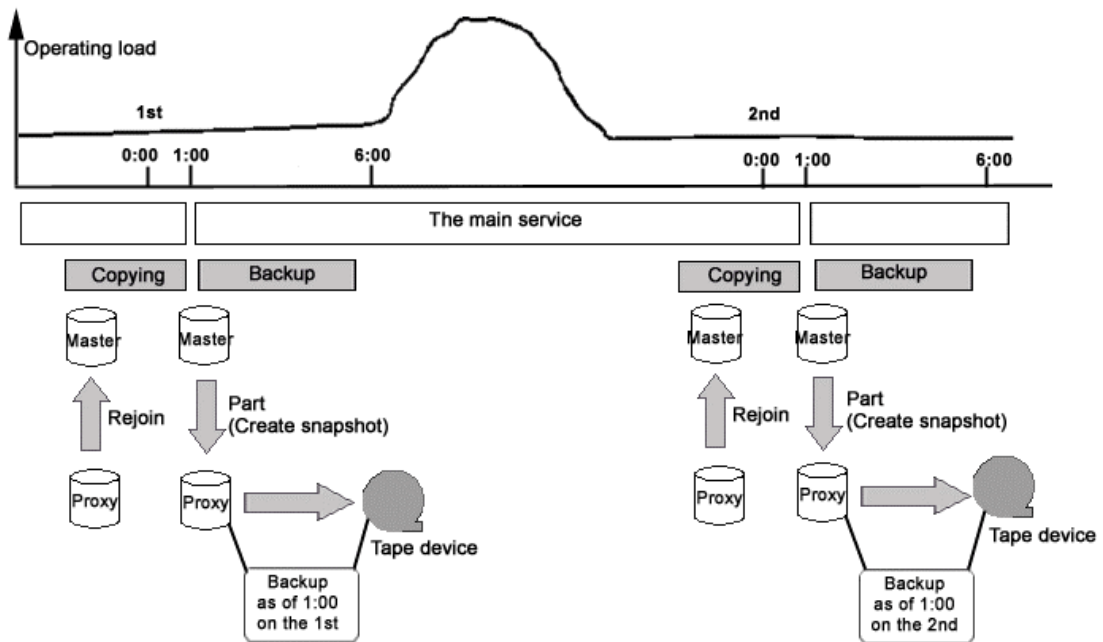 Operating load
1st
2nd
0:00
1:00
6:00
0:00
1:00
6:00
The main service
Copying
Backup
Copying
Backup
Master
Master
Master
Master
Rejoin
Part
(Create snapshot)
Rejoin
Part
(Create snapshot)
Proxy
Proxy
Proxy
Proxy
Tape device
Tape device
Backup
as of 1:00
on the 1st
Backup
as of 1:00
on the 2nd